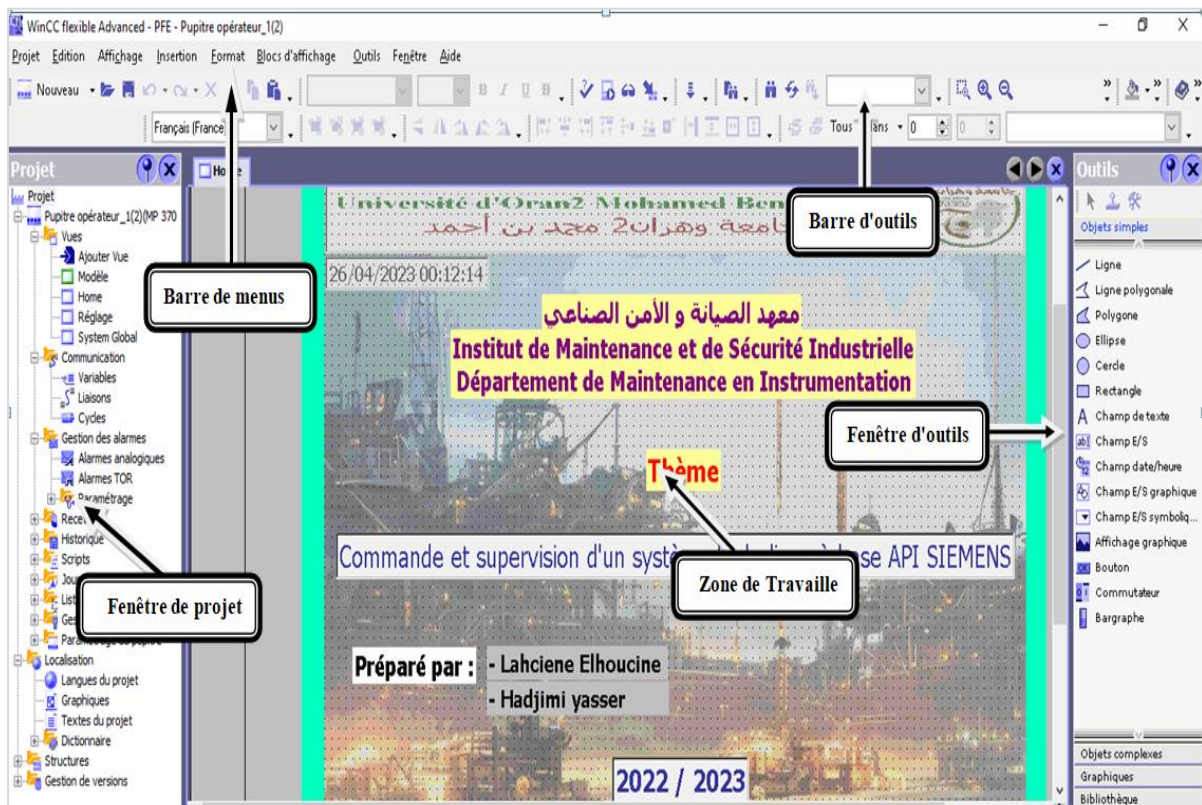 WinCC flexible Advanced - PFE - Pupitre opérateur_1(2)
Projet Edition Affichage Insertion Format Blocs d'affichage Outils Fenêtre Aide
Nouveau
B I U
Français (France)
Tous 0 0
Projet
Home
Outils
Projet
Pupitre opérateur_1(2)(MP 370
Vues
Ajouter Vue
Modèle
Home
Réglage
System Global
Communication
Variables
Liaisons
Cycles
Gestion des alarmes
Alarmes analogiques
Alarmes TOR
Paramétrage
Historique
Scripts
Localisation
Langues du projet
Graphiques
Textes du projet
Dictionnaire
Structures
Gestion de versions
Barre de menus
Barre d'outils
Fenêtre de projet
Fenêtre d'outils
Zone de Travaille
Université d'Oran2 Mohamed Ben
جامعة وهران2 محمد بن أحمد
26/04/2023 00:12:14
معهد الصيانة و الأمن الصناعي
Institut de Maintenance et de Sécurité Industrielle
Département de Maintenance en Instrumentation
Thème
Commande et supervision d'un API SIEMENS
Préparé par : - Lahciene Elhoucine
- Hadjimi yasser
2022 / 2023
Objets simples
Ligne
Ligne polygonale
Polygone
Ellipse
Cercle
Rectangle
A Champ de texte
Champ E/S
Champ date/heure
Champ E/S graphique
Champ E/S symboliq...
Affichage graphique
Bouton
Commutateur
Bargraphe
Objets complexes
Graphiques
Bibliothèque